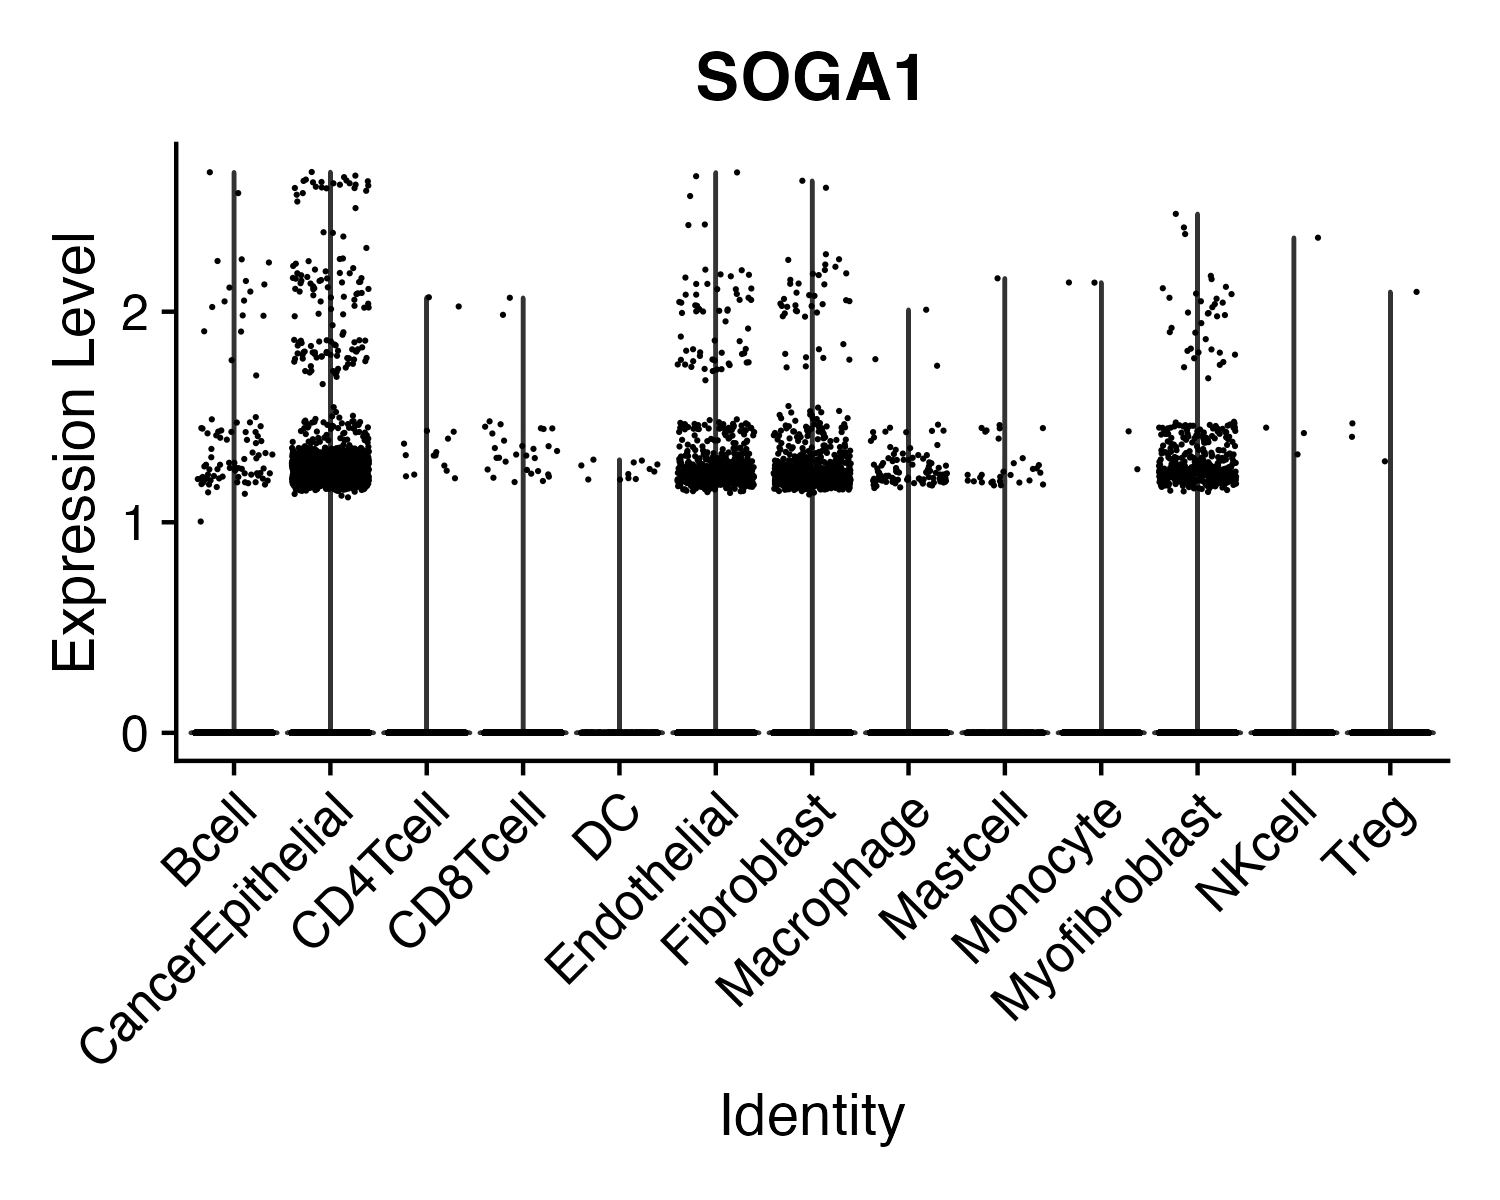 SOGA1
Expression Level
2
1
0
Bcell
CancerEpithelial
CD4Tcell
CD8Tcell
DC
Endothelial
Fibroblast
Macrophage
Mastcell
Monocyte
Myofibroblast
NKcell
Treg
Identity